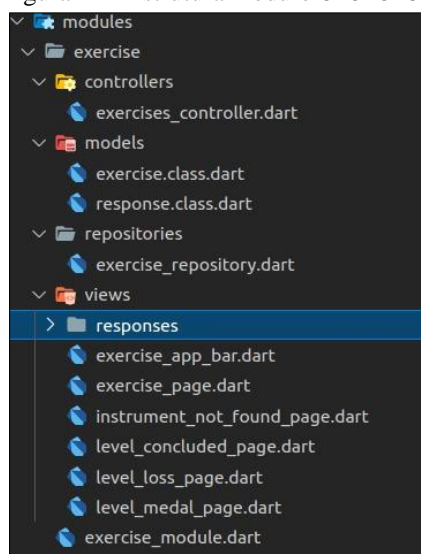 modules
exercise
controllers
exercises_controller.dart
models
exercise.class.dart
response.class.dart
repositories
exercise_repository.dart
views
responses
exercise_app_bar.dart
exercise_page.dart
instrument_not_found_page.dart
level_concluded_page.dart
level_loss_page.dart
level_medal_page.dart
exercise_module.dart